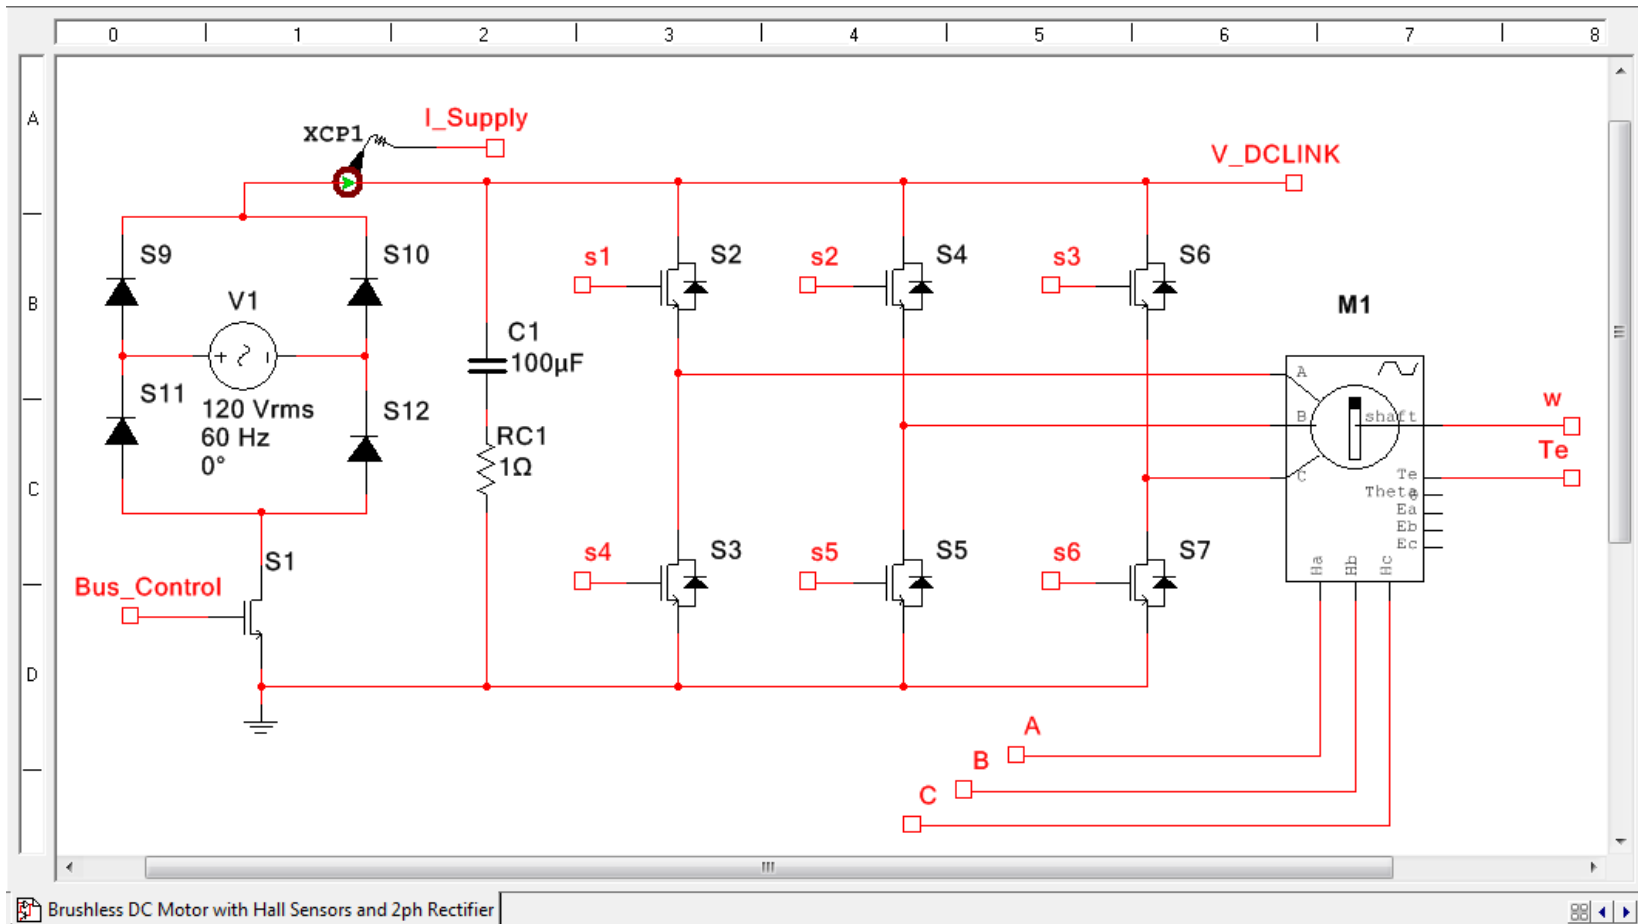 0 1 2 3 4 5 6 7 8
A
I_Supply
XCP1
V_DCLINK
S9
S10
s1
S2
s2
S4
s3
S6
B
V1
M1
C1
100µF
S11
S12
120 Vrms
60 Hz
0°
RC1
1Ω
A
B
C
shaft
w
Te
Te
Theta
Ea
Eb
Ec
Ha
Hb
Hc
C
S1
Bus_Control
s4
S3
s5
S5
s6
S7
D
A
B
C
Brushless DC Motor with Hall Sensors and 2ph Rectifier